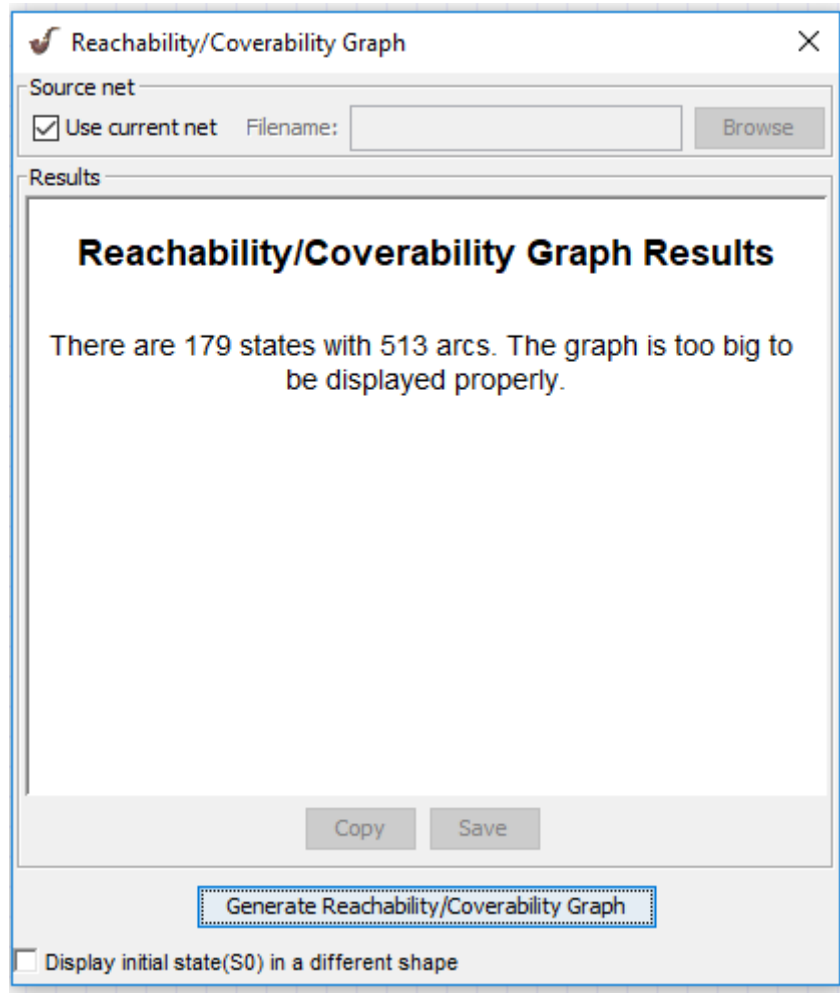 Reachability/Coverability Graph
Source net
Use current net Filename: Browse
Results
Reachability/Coverability Graph Results
There are 179 states with 513 arcs. The graph is too big to
be displayed properly.
Copy Save
Generate Reachability/Coverability Graph
Display initial state(S0) in a different shape